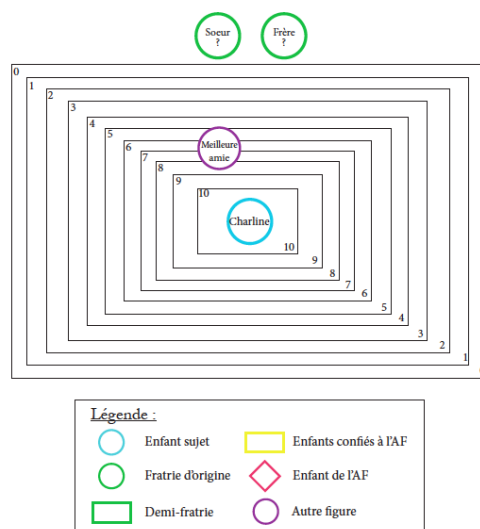 Soeur
?
Frère
?
0
1
2
3
4
5
6
7
8
9
10
Meilleure
amie
Charline
10
9
8
7
6
5
4
3
2
1
Légende :
Enfant sujet
Enfants confiés à l'AF
Fratrie d'origine
Enfant de l'AF
Demi-fratrie
Autre figure